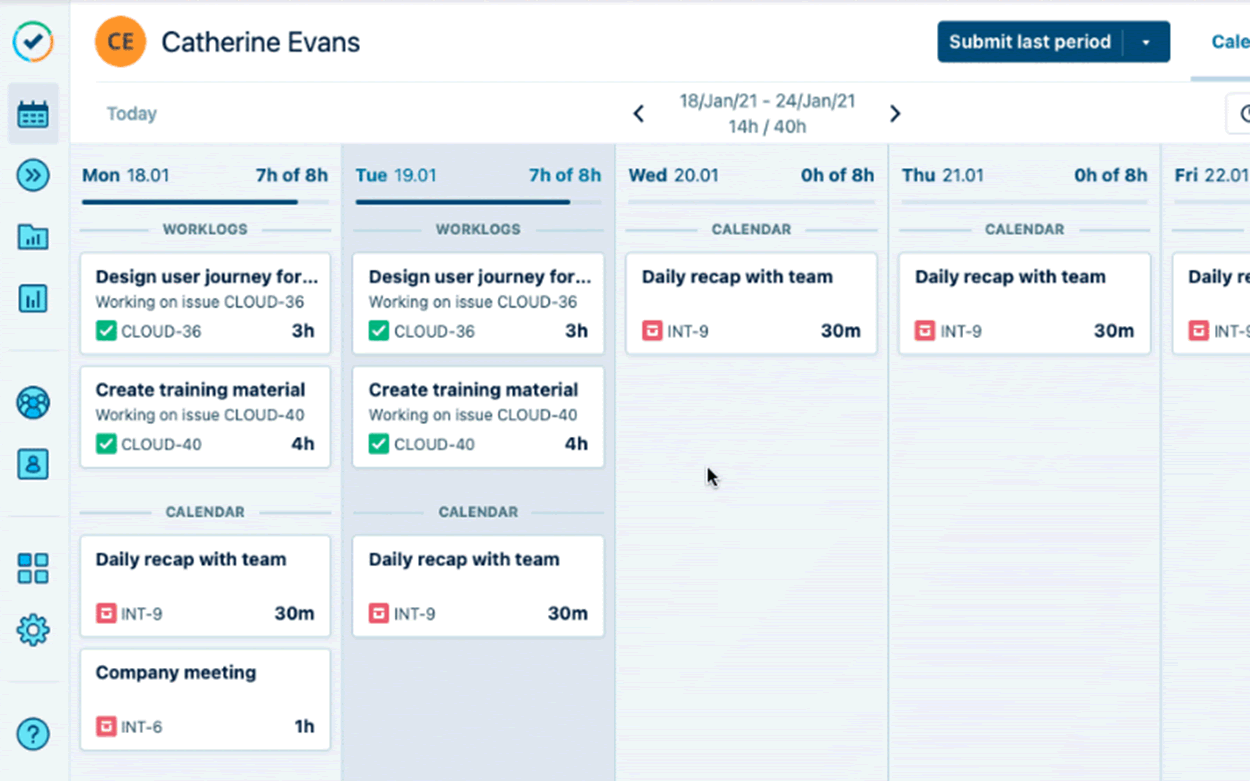 CE Catherine Evans Submit last period
Today
18/Jan/21 - 24/Jan/21
14h / 40h
Mon 18.01 7h of 8h
WORKLOGS
Design user journey for...
Working on issue CLOUD-36
CLOUD-36 3h
Create training material
Working on issue CLOUD-40
CLOUD-40 4h
CALENDAR
Daily recap with team
INT-9 30m
Company meeting
INT-6 1h
Tue 19.01 7h of 8h
WORKLOGS
Design user journey for...
Working on issue CLOUD-36
CLOUD-36 3h
Create training material
Working on issue CLOUD-40
CLOUD-40 4h
CALENDAR
Daily recap with team
INT-9 30m
Wed 20.01 0h of 8h
CALENDAR
Daily recap with team
INT-9 30m
Thu 21.01 0h of 8h
CALENDAR
Daily recap with team
INT-9 30m
Fri 22.01
Daily
?